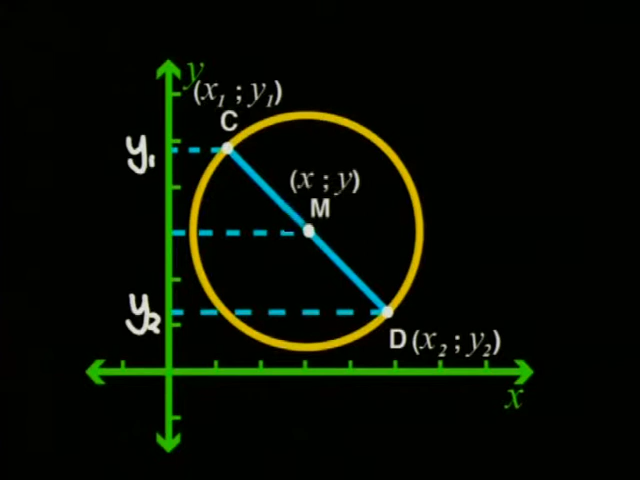 y
(x₁ ; y₁)
C
y₁
(x ; y)
M
y₂
D (x₂ ; y₂)
x